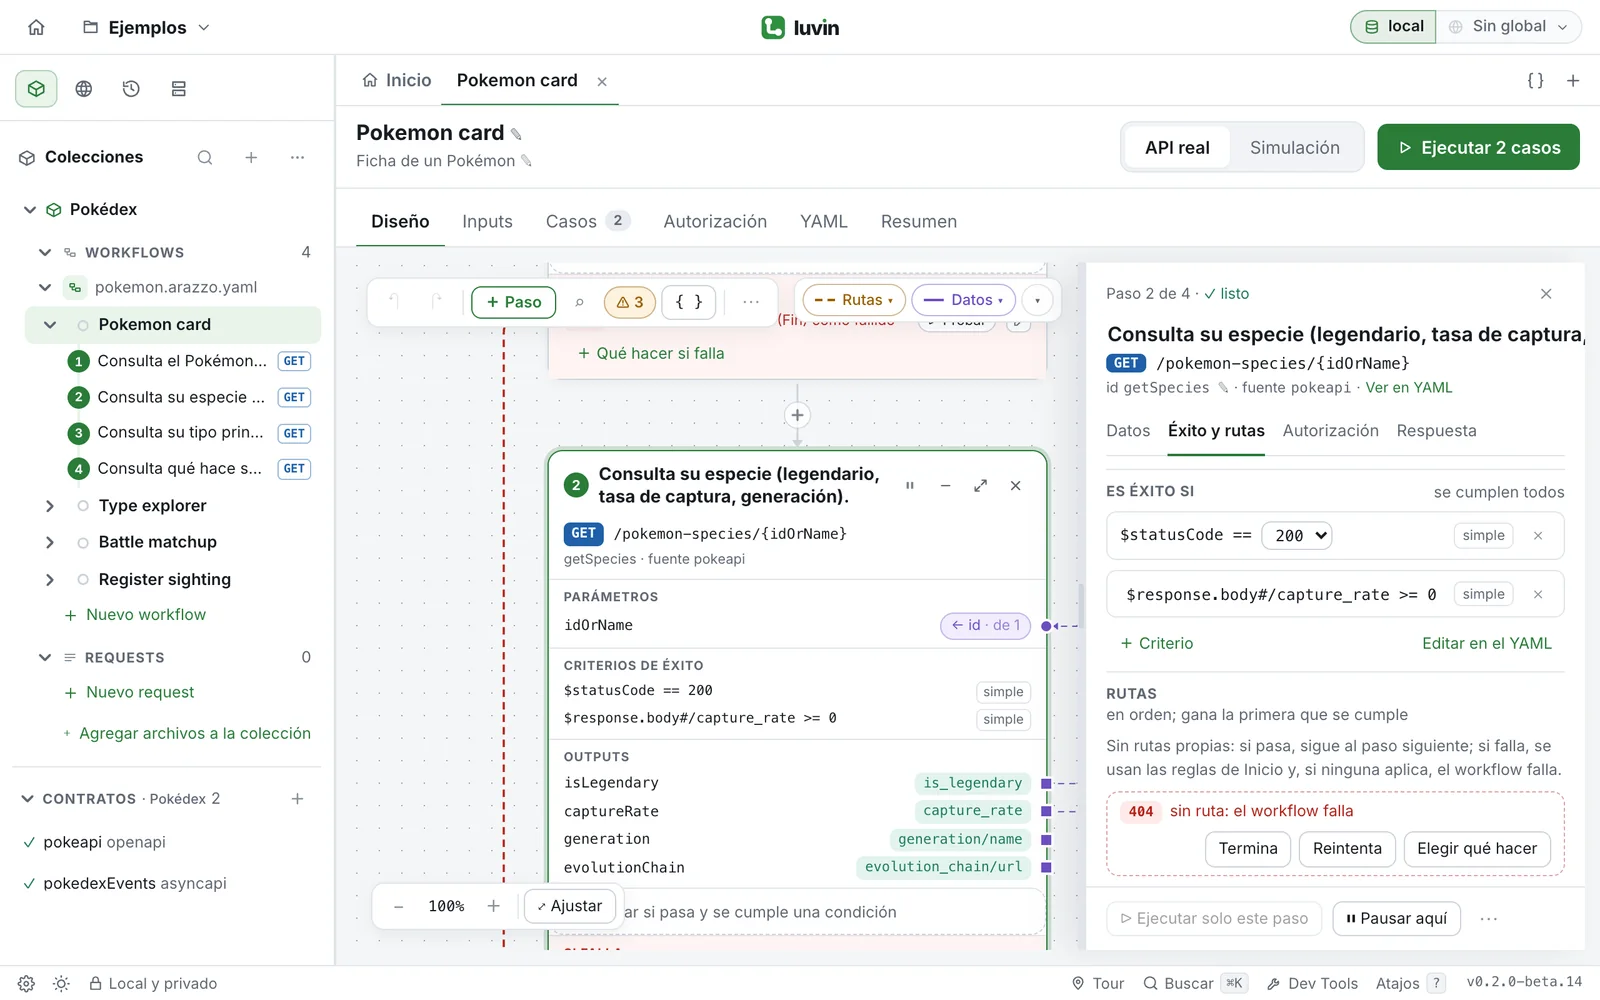 Ejemplos
luvin
local
Sin global
Inicio
Pokemon card
{ }
Colecciones
Pokédex
WORKFLOWS 4
pokemon.arazzo.yaml
Pokemon card
1 Consulta el Pokémon... GET
2 Consulta su especie ... GET
3 Consulta su tipo prin... GET
4 Consulta qué hace s... GET
Type explorer
Battle matchup
Register sighting
+ Nuevo workflow
REQUESTS 0
+ Nuevo request
+ Agregar archivos a la colección
CONTRATOS · Pokédex 2
pokeapi openapi
pokedexEvents asyncapi
Pokemon card
Ficha de un Pokémon
API real
Simulación
Ejecutar 2 casos
Diseño
Inputs
Casos 2
Autorización
YAML
Resumen
+ Paso
3
{ }
...
Rutas
Datos
+ Qué hacer si falla
2 Consulta su especie (legendario,
tasa de captura, generación).
GET /pokemon-species/{idOrName}
getSpecies · fuente pokeapi
PARÁMETROS
idOrName ← id · de 1
CRITERIOS DE ÉXITO
$statusCode == 200 simple
$response.body#/capture_rate >= 0 simple
OUTPUTS
isLegendary is_legendary
captureRate capture_rate
generation generation/name
evolutionChain evolution_chain/url
ar si pasa y se cumple una condición
− 100% +
Ajustar
Paso 2 de 4 · ✓ listo
Consulta su especie (legendario, tasa de captura,
GET /pokemon-species/{idOrName}
id getSpecies · fuente pokeapi · Ver en YAML
Datos
Éxito y rutas
Autorización
Respuesta
ES ÉXITO SI se cumplen todos
$statusCode == 200 simple
$response.body#/capture_rate >= 0 simple
+ Criterio
Editar en el YAML
RUTAS
en orden; gana la primera que se cumple
Sin rutas propias: si pasa, sigue al paso siguiente; si falla, se
usan las reglas de Inicio y, si ninguna aplica, el workflow falla.
404 sin ruta: el workflow falla
Termina
Reintenta
Elegir qué hacer
Ejecutar solo este paso
Pausar aquí
...
Local y privado
Tour
Buscar ⌘K
Dev Tools
Atajos ?
v0.2.0-beta.14